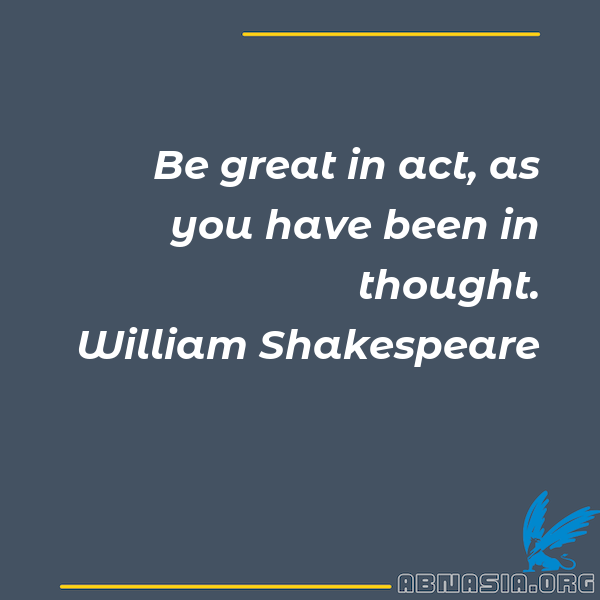 Be great in act, as
you have been in
thought.
William Shakespeare
ABNASIA.ORG